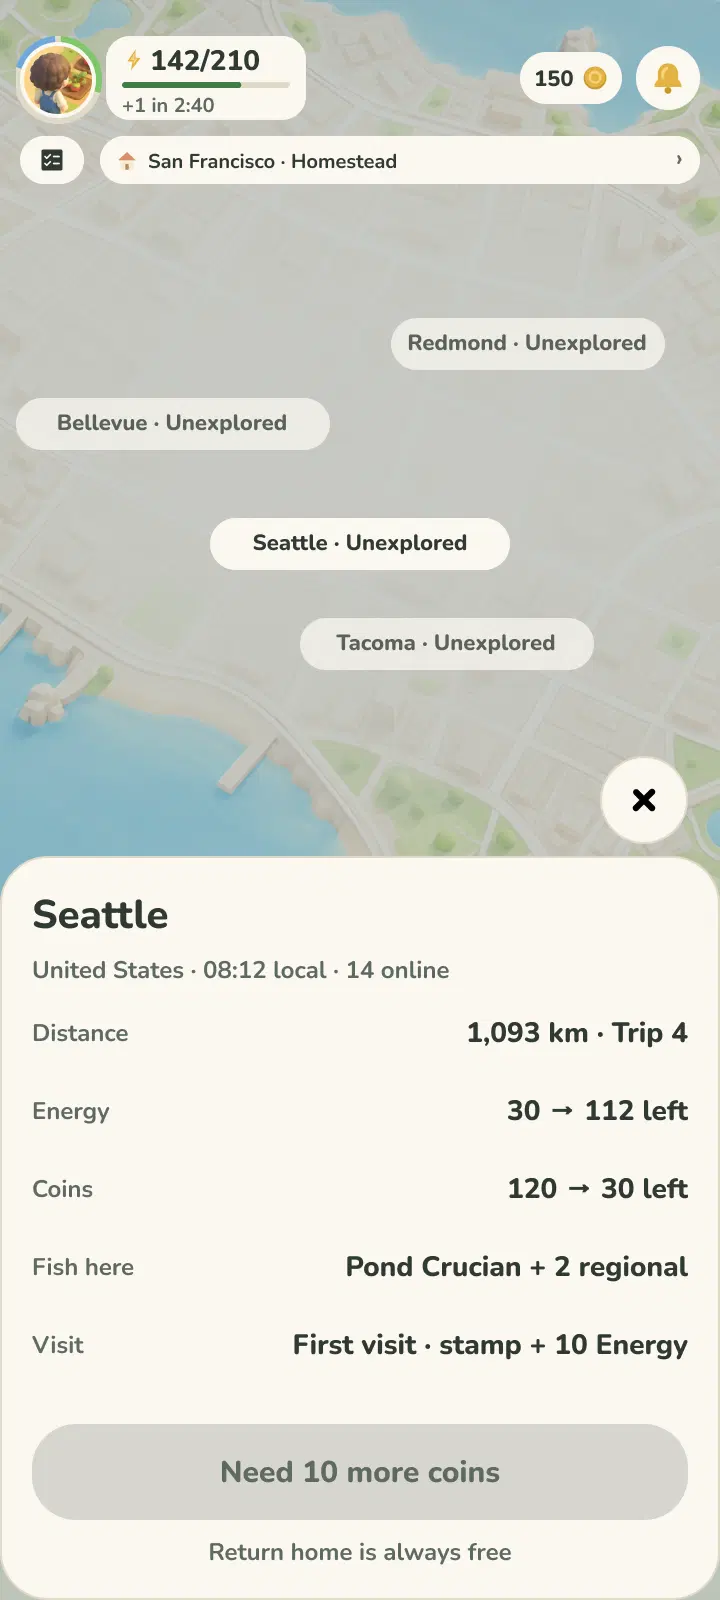 142/210
+1 in 2:40
150
San Francisco · Homestead
Redmond · Unexplored
Bellevue · Unexplored
Seattle · Unexplored
Tacoma · Unexplored
Seattle
United States · 08:12 local · 14 online
Distance 1,093 km · Trip 4
Energy 30 → 112 left
Coins 120 → 30 left
Fish here Pond Crucian + 2 regional
Visit First visit · stamp + 10 Energy
Need 10 more coins
Return home is always free